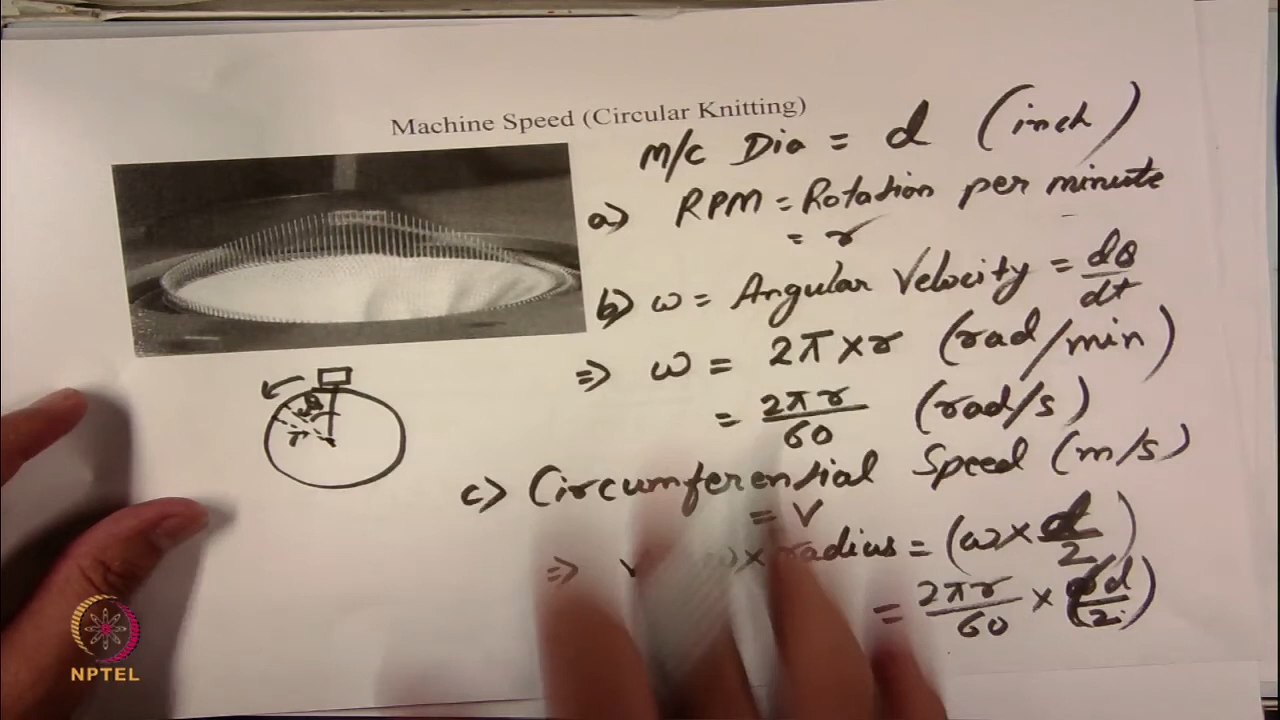 Machine Speed (Circular Knitting)
M/c Dia = d (inch)
a) RPM = Rotation per minute
= r
b) ω = Angular Velocity = dθ/dt
⇒ ω = 2π × r (rad/min)
= 2πr/60 (rad/s)
θ
r
c) Circumferential Speed (m/s)
= V
⇒ V ω × radius = (ω × d/2)
= 2πr/60 × (d/2)
NPTEL